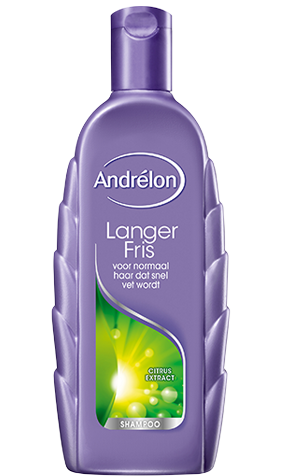 Andrélon
Langer
Fris
voor normaal
haar dat snel
vet wordt
CITRUS
EXTRACT
SHAMPOO